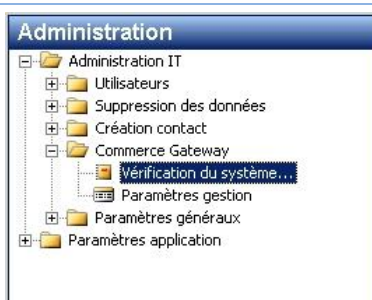 Administration
Administration IT
Utilisateurs
Suppression des données
Création contact
Commerce Gateway
Vérification du système...
Paramètres gestion
Paramètres généraux
Paramètres application